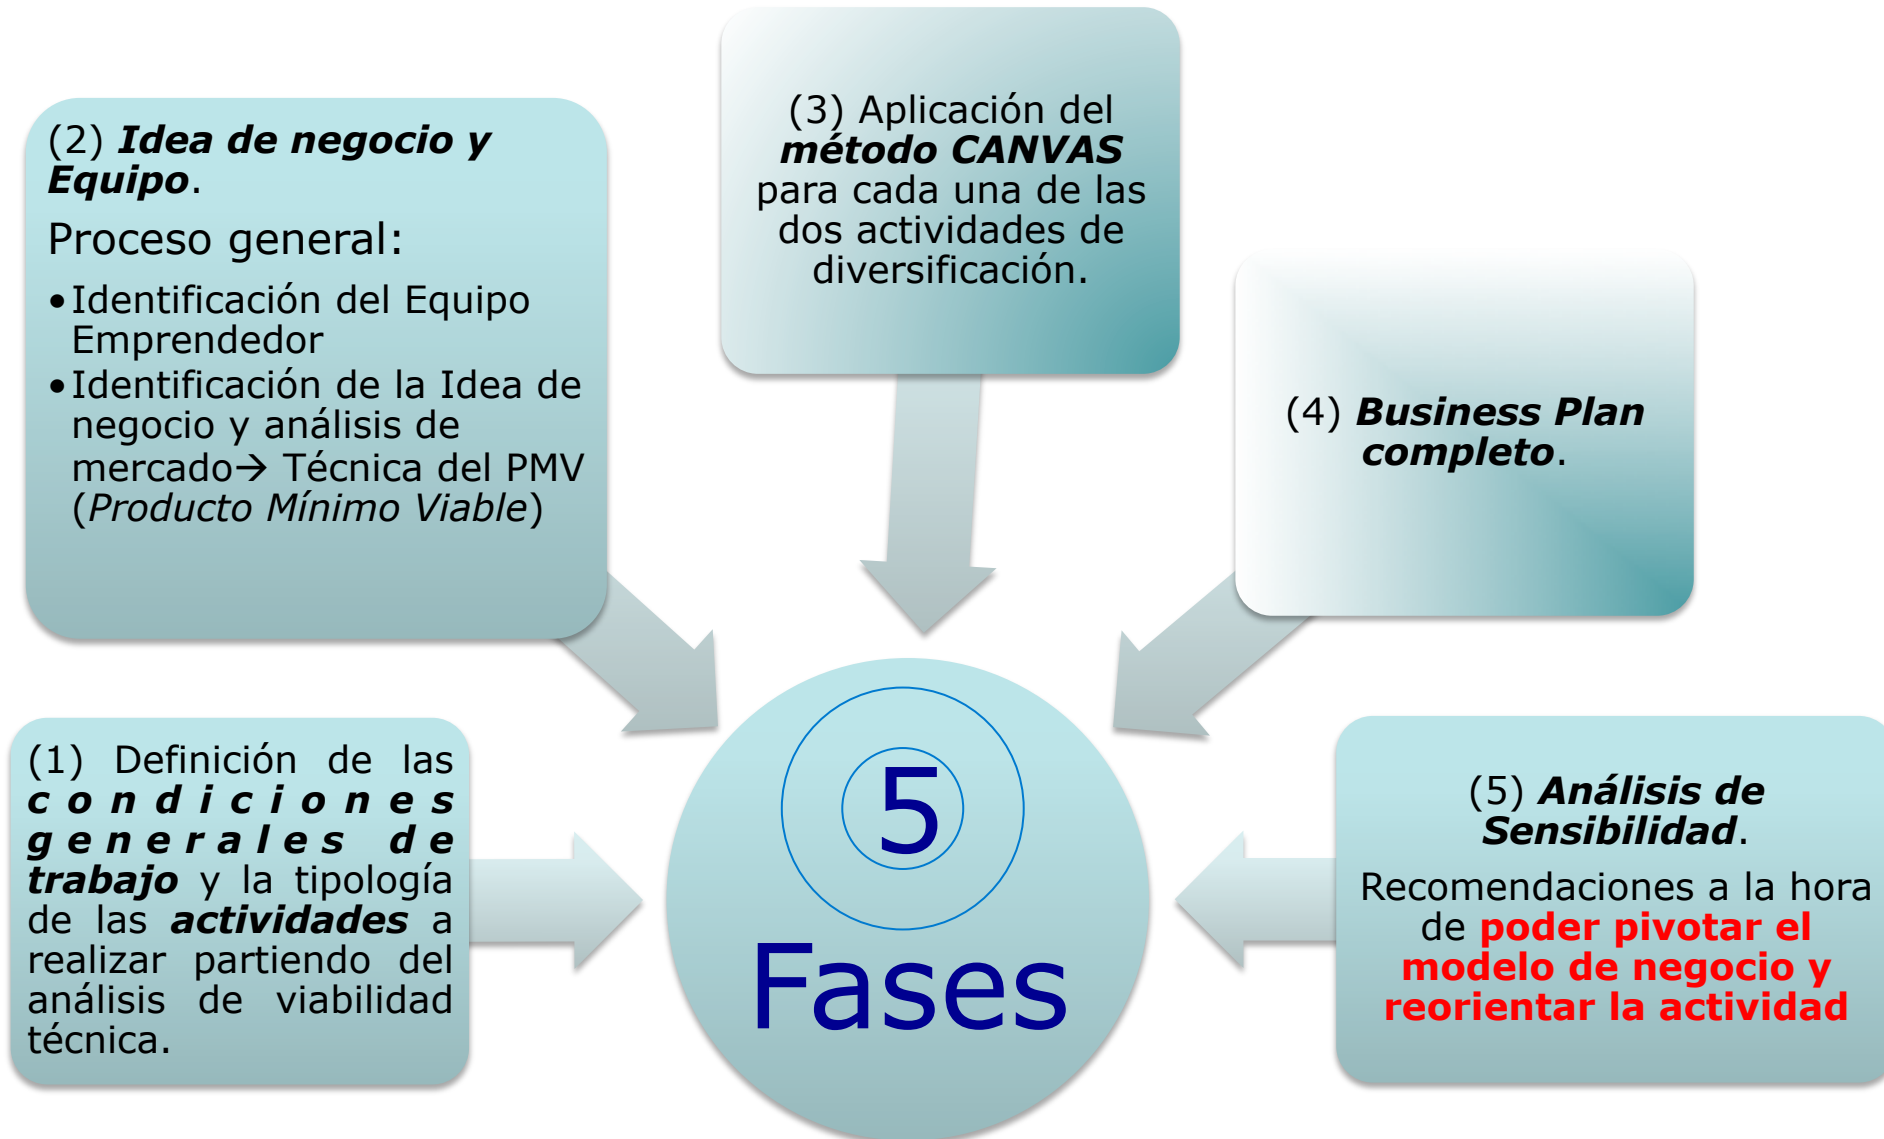 (1) Definición de las
condiciones
generales de
trabajo y la tipología
de las actividades a
realizar partiendo del
análisis de viabilidad
técnica.
(2) Idea de negocio y
Equipo.
Proceso general:
•Identificación del Equipo
Emprendedor
•Identificación de la Idea de
negocio y análisis de
mercado→ Técnica del PMV
(Producto Mínimo Viable)
(3) Aplicación del
método CANVAS
para cada una de las
dos actividades de
diversificación.
(4) Business Plan
completo.
(5) Análisis de
Sensibilidad.
Recomendaciones a la hora
de poder pivotar el
modelo de negocio y
reorientar la actividad
5
Fases